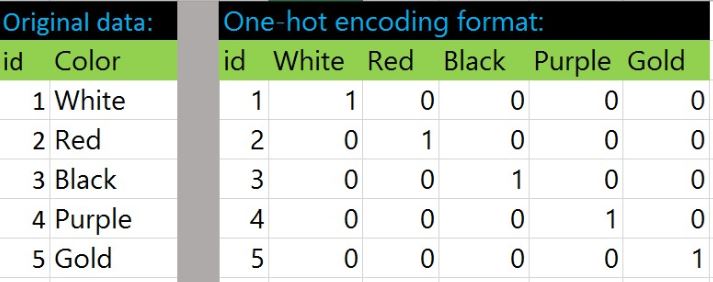 Original data: One-hot encoding format:
id Color id White Red Black Purple Gold
1 White 1 1 0 0 0 0
2 Red 2 0 1 0 0 0
3 Black 3 0 0 1 0 0
4 Purple 4 0 0 0 1 0
5 Gold 5 0 0 0 0 1